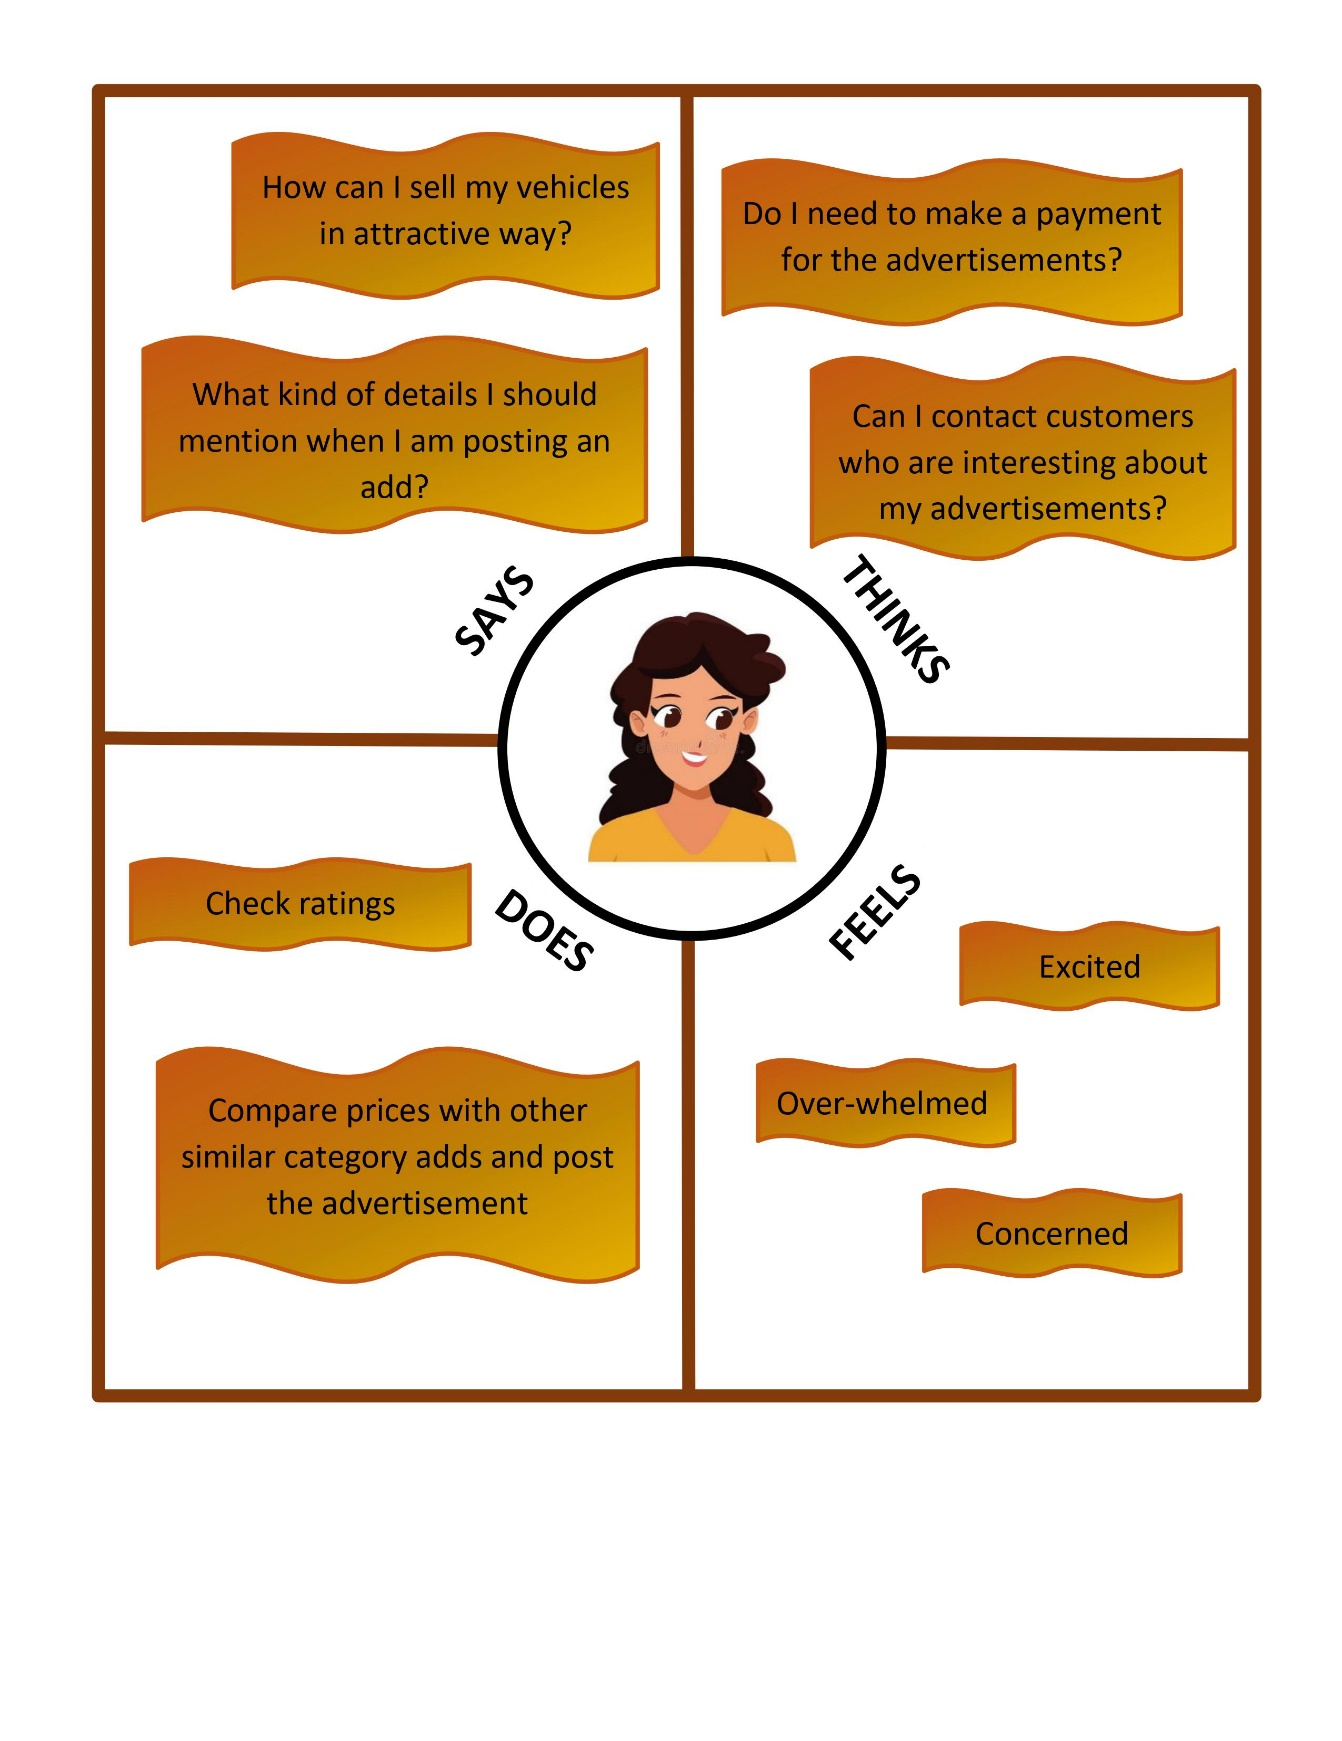 How can I sell my vehicles
in attractive way?
What kind of details I should
mention when I am posting an
add?
SAYS
Do I need to make a payment
for the advertisements?
Can I contact customers
who are interesting about
my advertisements?
THINKS
Check ratings
DOES
Compare prices with other
similar category adds and post
the advertisement
FEELS
Excited
Over-whelmed
Concerned